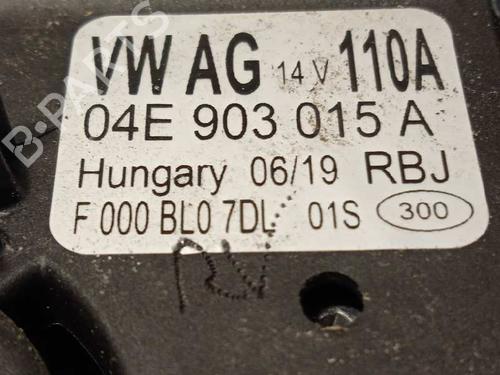 VW AG 14 V 110A
04E 903 015 A
Hungary 06/19 RBJ
F 000 BL0 7DL 01S 300
B-PARTS